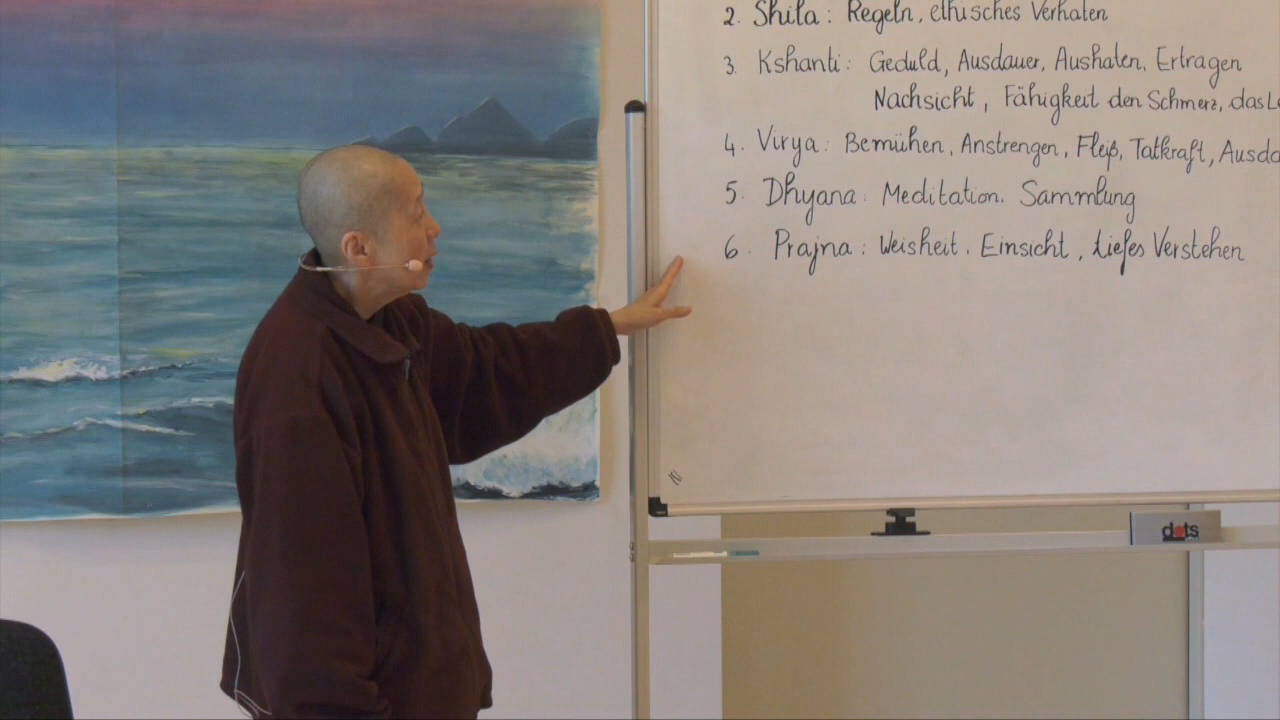 2. Shila: Regeln, ethisches Verhalten
3. Kshanti: Geduld, Ausdauer, Aushalten, Ertragen
Nachsicht, Fähigkeit den Schmerz, das
4. Virya: Bemühen, Anstrengen, Fleiß, Tatkraft,
5. Dhyana: Meditation. Sammlung
6. Prajna: Weisheit. Einsicht, tiefes Verstehen
dots